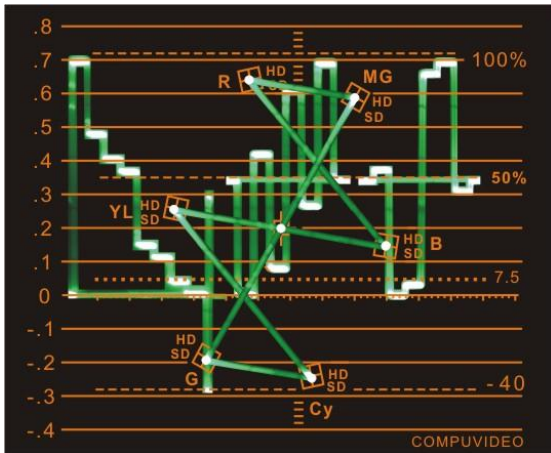 .8
.7
100%
R
HD
SD
MG
HD
SD
.6
.5
.4
50%
.3
YL
HD
SD
.2
HD
SD
B
.1
7.5
0
-.1
HD
SD
-.2
G
HD
SD
-40
-.3
Cy
-.4
COMPUVIDEO